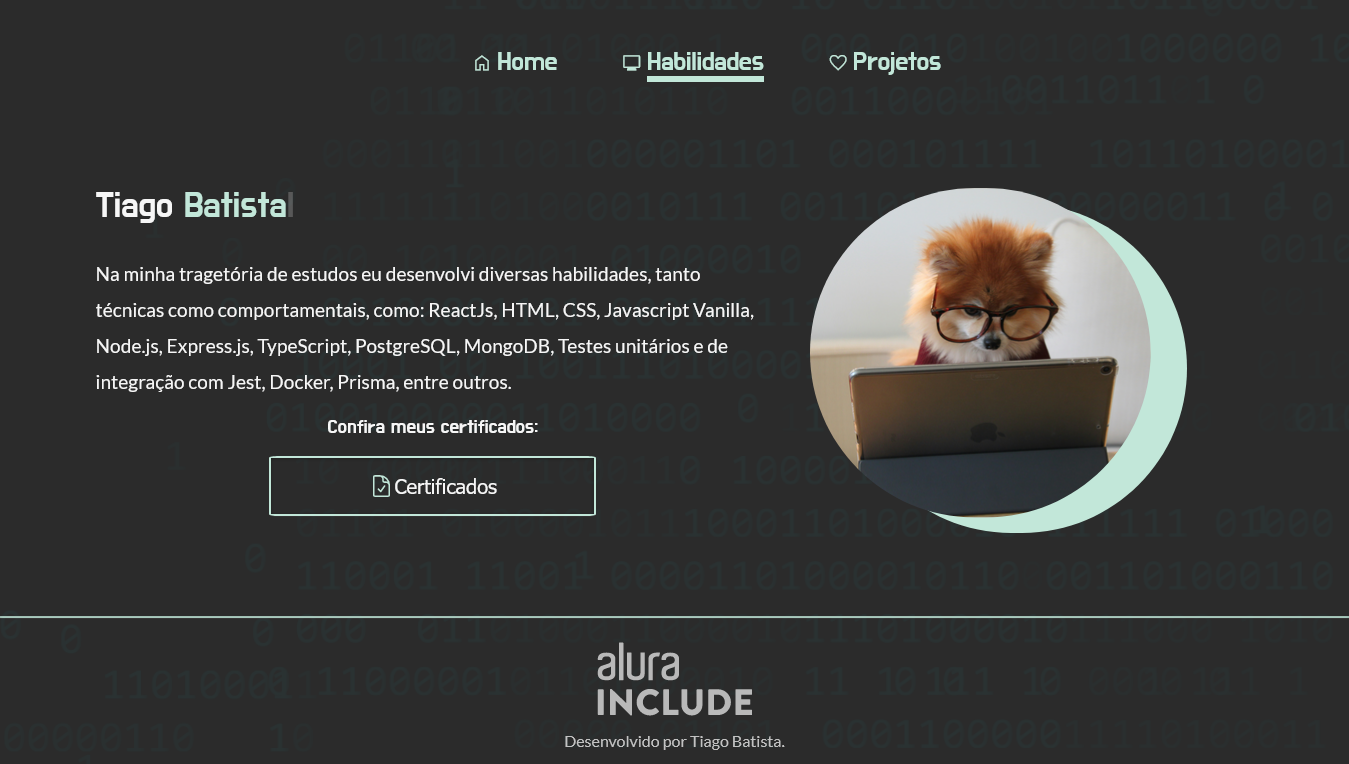 Home Habilidades Projetos
Tiago Batista
Na minha tragetória de estudos eu desenvolvi diversas habilidades, tanto
técnicas como comportamentais, como: ReactJs, HTML, CSS, Javascript Vanilla,
Node.js, Express.js, TypeScript, PostgreSQL, MongoDB, Testes unitários e de
integração com Jest, Docker, Prisma, entre outros.
Confira meus certificados:
Certificados
alura
INCLUDE
Desenvolvido por Tiago Batista.